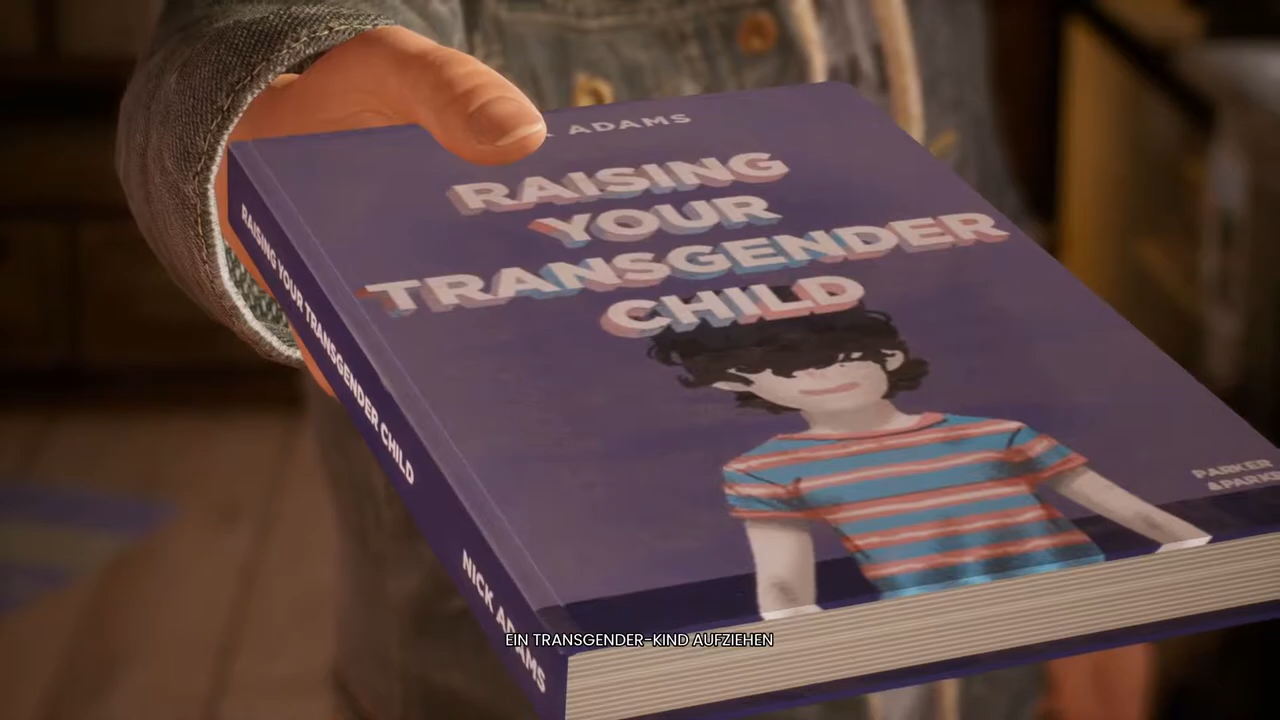 ADAMS
RAISING
YOUR
TRANSGENDER
CHILD
PARKER
RAISING YOUR TRANSGENDER CHILD
NICK ADAMS
EIN TRANSGENDER-KIND AUFZIEHEN